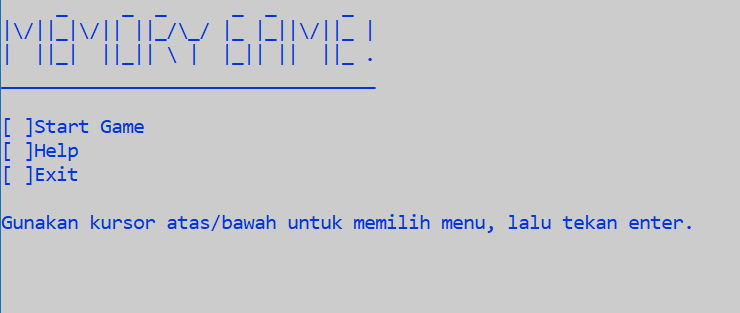 MEMORY GAME!
[ ]Start Game
[ ]Help
[ ]Exit
Gunakan kursor atas/bawah untuk memilih menu, lalu tekan enter.